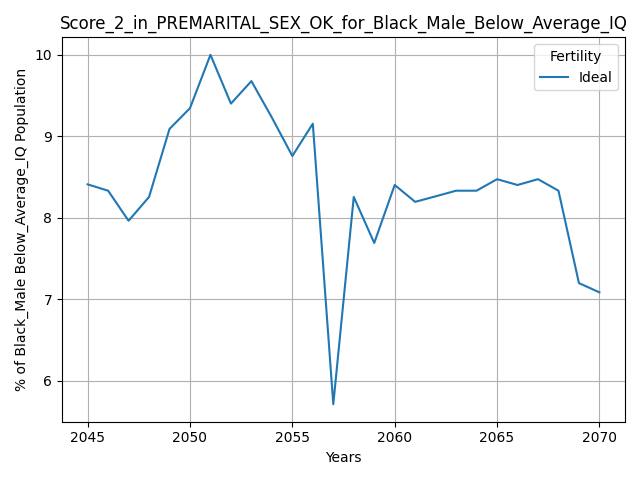 Score_2_in_PREMARITAL_SEX_OK_for_Black_Male_Below_Average_IQ
Fertility
Ideal
% of Black_Male Below_Average_IQ Population
10
9
8
7
6
2045 2050 2055 2060 2065 2070
Years